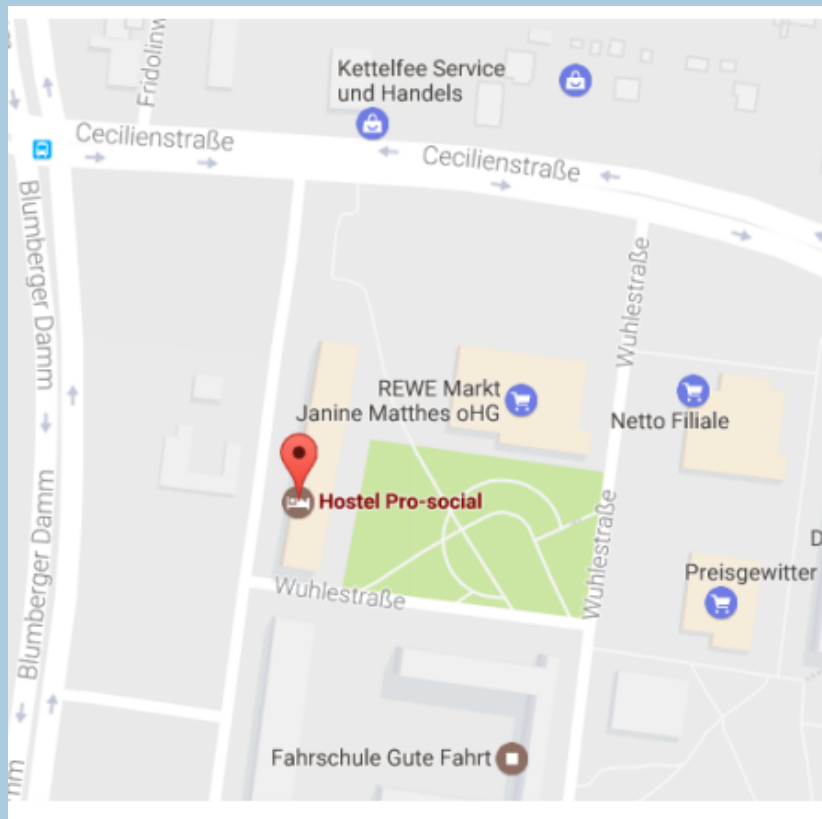 Fridolinw
Kettelfee Service
und Handels
Cecilienstraße
Cecilienstraße
Blumberger Damm
Wuhlestraße
REWE Markt
Janine Matthes oHG
Netto Filiale
Hostel Pro-social
Blumberger Damm
Wuhlestraße
D
Preisgewitter
Wuhlestraße
Fahrschule Gute Fahrt
mm